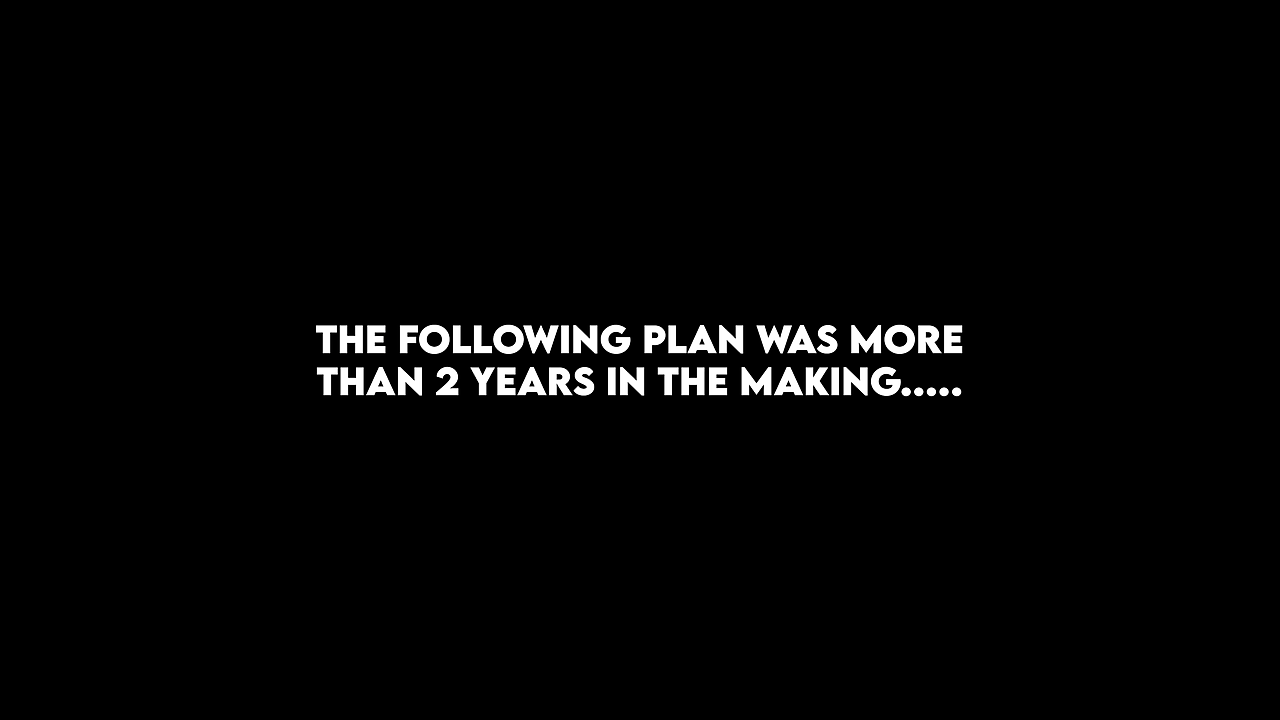 THE FOLLOWING PLAN WAS MORE
THAN 2 YEARS IN THE MAKING.....